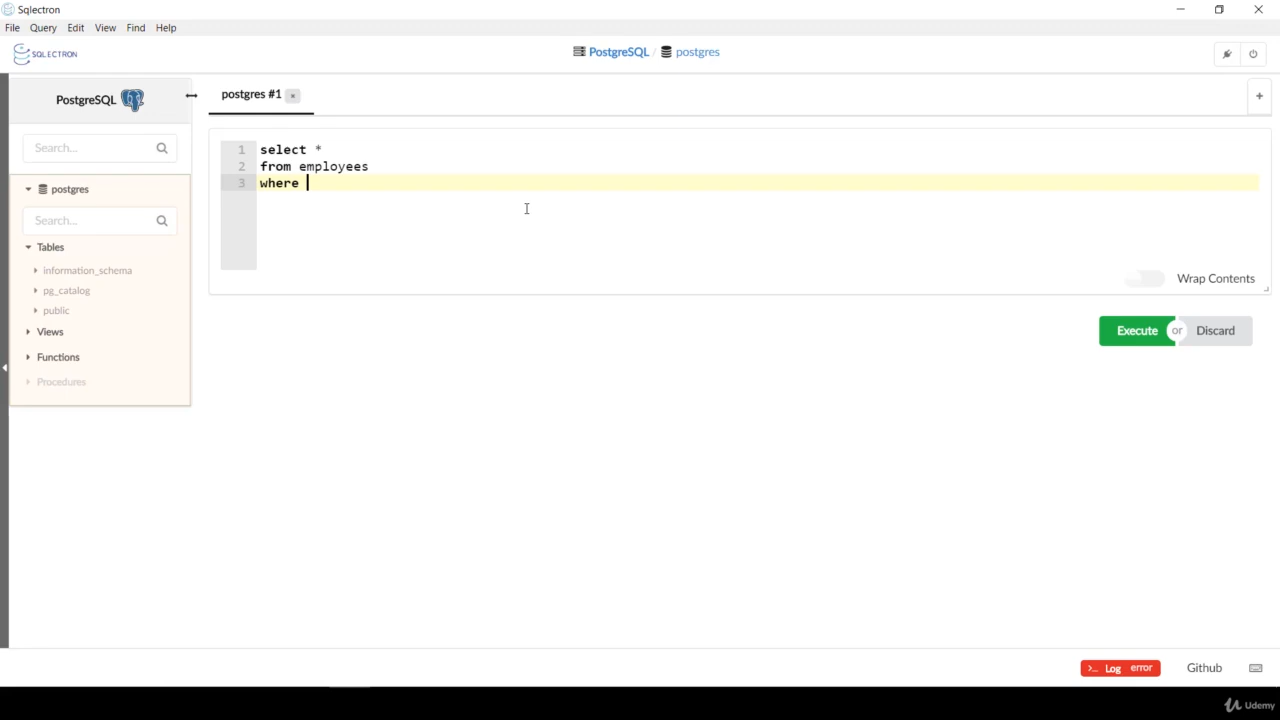 Sqlectron
File Query Edit View Find Help
SQLECTRON
PostgreSQL / postgres
PostgreSQL
postgres #1
+
Search...
postgres
Search...
Tables
information_schema
pg_catalog
public
Views
Functions
Procedures
1 select *
2 from employees
3 where
Wrap Contents
Execute or Discard
>_ Log error
Github
Udemy